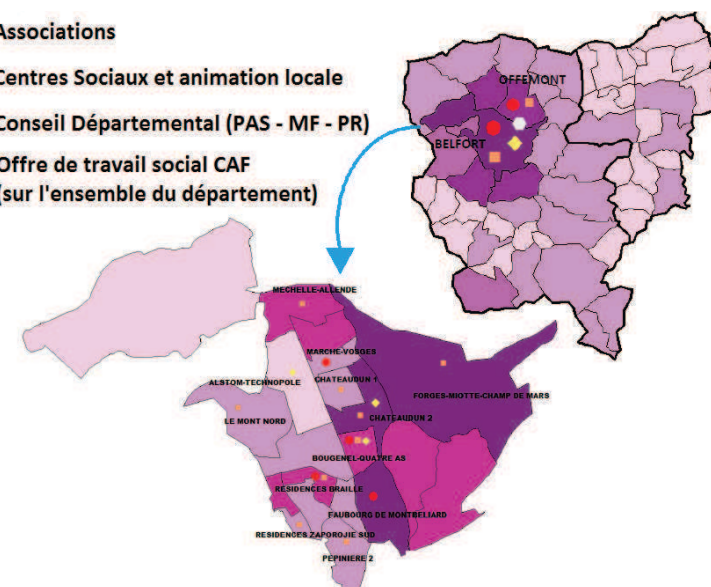 Associations
Centres Sociaux et animation locale
Conseil Départemental (PAS - MF - PR)
Offre de travail social CAF
(sur l'ensemble du département)
OFFEMONT
BELFORT
MECHELLE-ALLENDE
MARCHE-VOSGES
ALSTOM-TECHNOPOLE
CHATEAUDUN 1
FORGES-MIOTTE-CHAMP DE MARS
LE MONT NORD
CHATEAUDUN 2
BOUGENEL-QUATRE AS
RESIDENCES BRAILLE
FAUBOURG DE MONTBELIARD
RESIDENCES ZAPOROJIE SUD
PEPINIERE 2